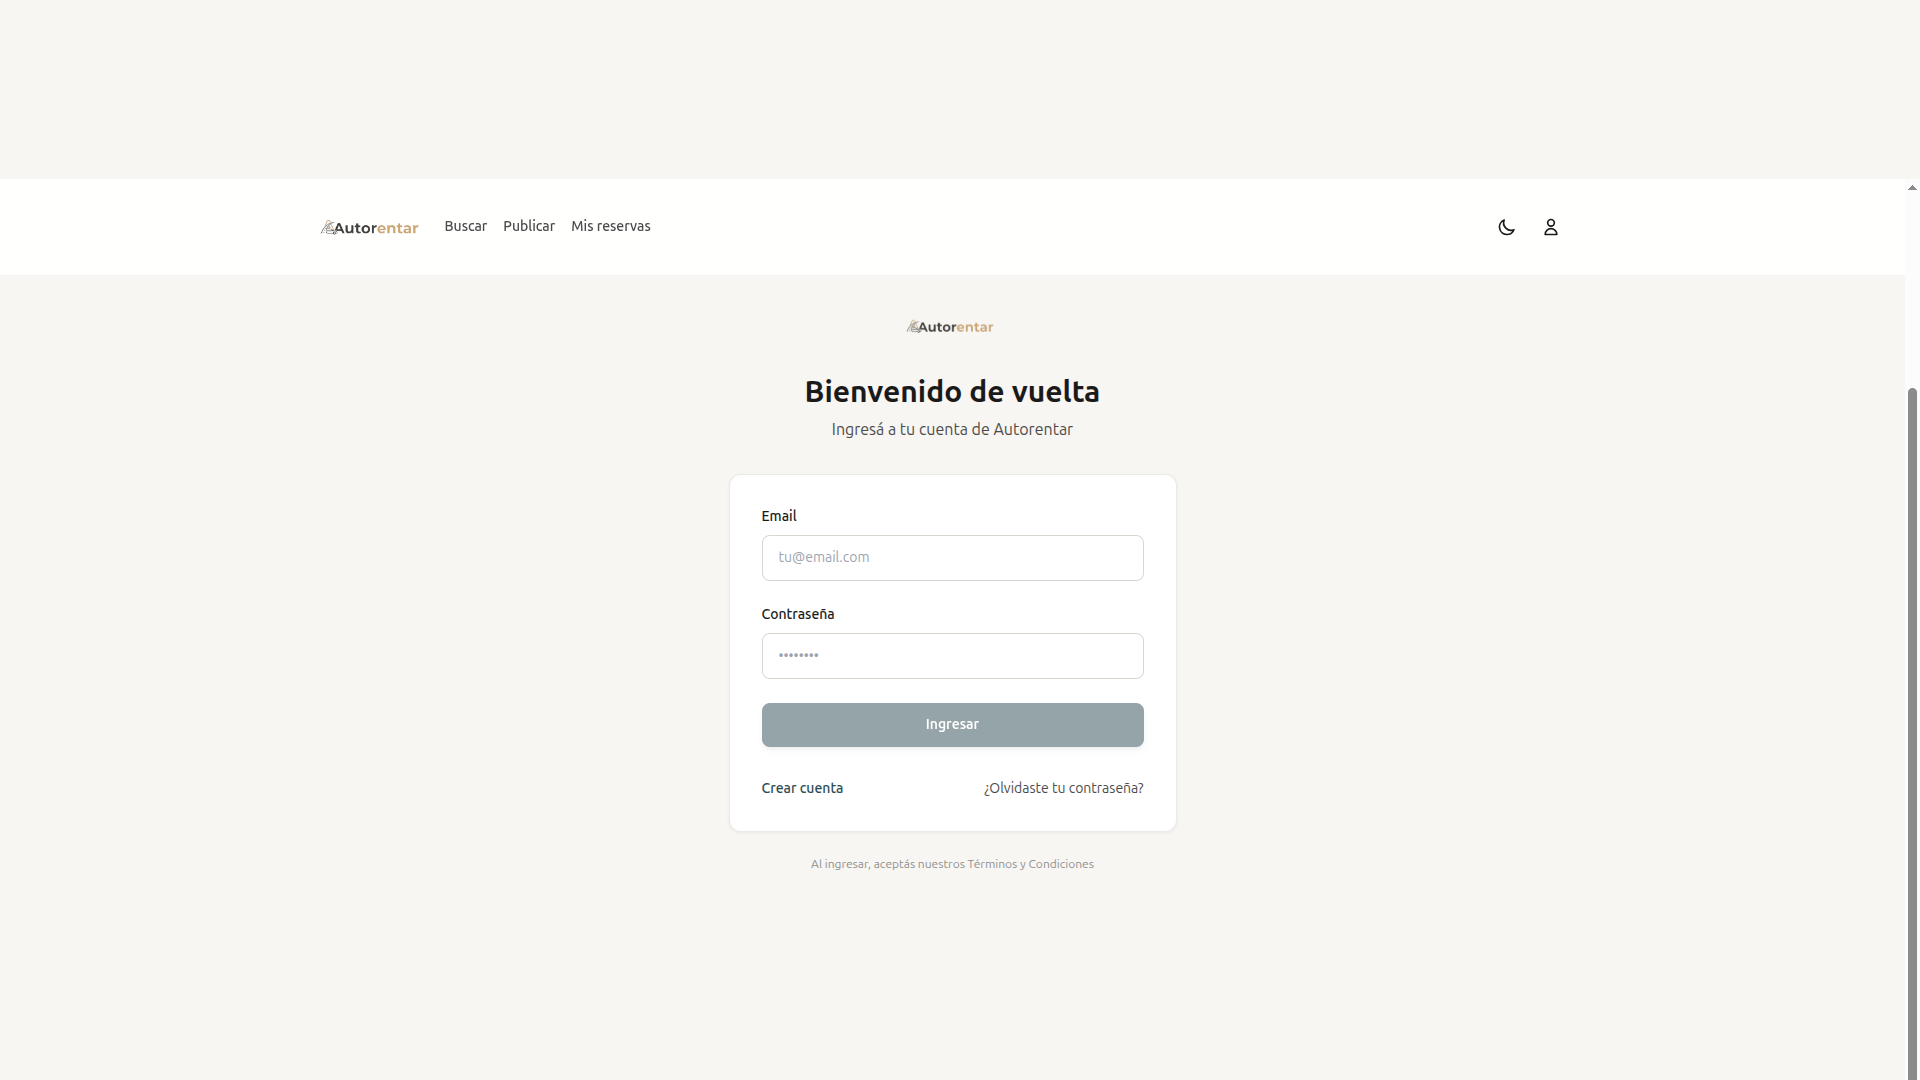 Autorentar
Buscar
Publicar
Mis reservas
Autorentar
Bienvenido de vuelta
Ingresá a tu cuenta de Autorentar
Email
tu@email.com
Contraseña
••••••••
Ingresar
Crear cuenta
¿Olvidaste tu contraseña?
Al ingresar, aceptás nuestros Términos y Condiciones